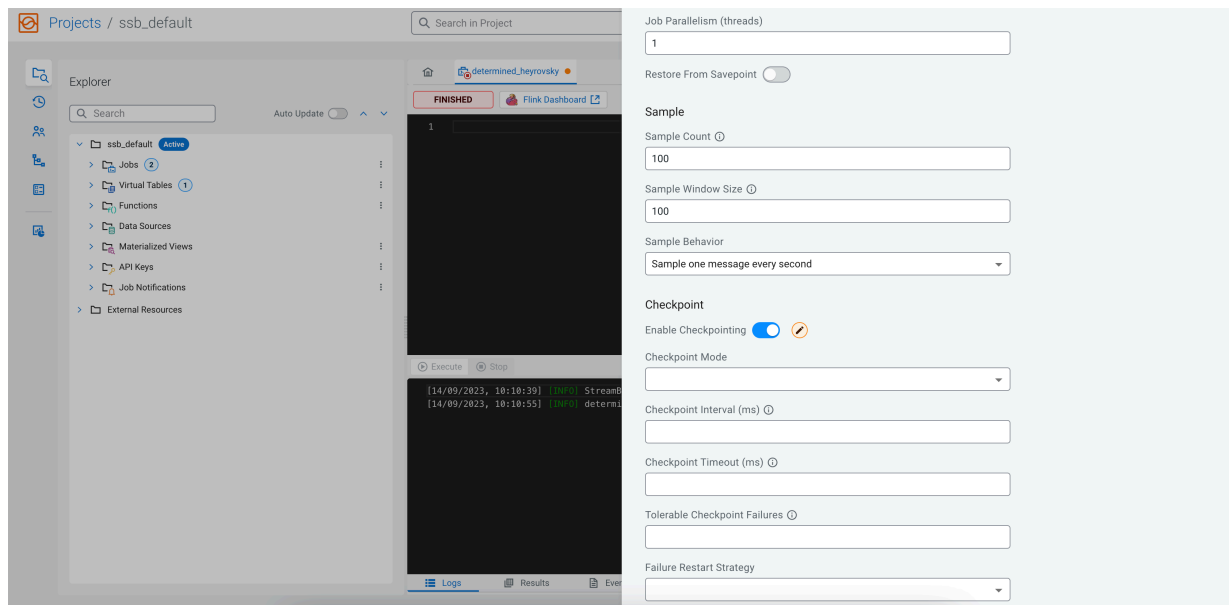 Projects / ssb_default
Search in Project
Explorer
Search
Auto Update
ssb_default Active
Jobs 2
Virtual Tables 1
Functions
Data Sources
Materialized Views
API Keys
Job Notifications
External Resources
determined_heyrovsky
FINISHED
Flink Dashboard
1
Execute
Stop
[14/09/2023, 10:10:39] [INFO] StreamB
[14/09/2023, 10:10:55] [INFO] determi
Logs
Results
Ever
Job Parallelism (threads)
1
Restore From Savepoint
Sample
Sample Count
100
Sample Window Size
100
Sample Behavior
Sample one message every second
Checkpoint
Enable Checkpointing
Checkpoint Mode
Checkpoint Interval (ms)
Checkpoint Timeout (ms)
Tolerable Checkpoint Failures
Failure Restart Strategy